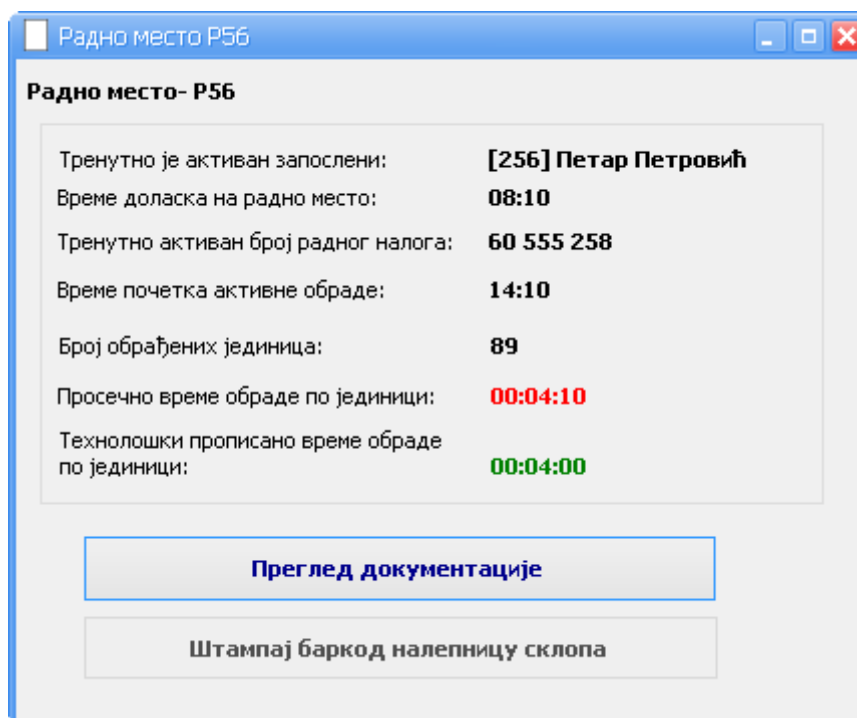 Радно место Р56
Радно место- Р56
Тренутно је активан запослени: [256] Петар Петровић
Време доласка на радно место: 08:10
Тренутно активан број радног налога: 60 555 258
Време почетка активне обраде: 14:10
Број обрађених јединица: 89
Просечно време обраде по јединици: 00:04:10
Технолошки прописано време обраде
по јединици: 00:04:00
Преглед документације
Штампај баркод налепницу склопа